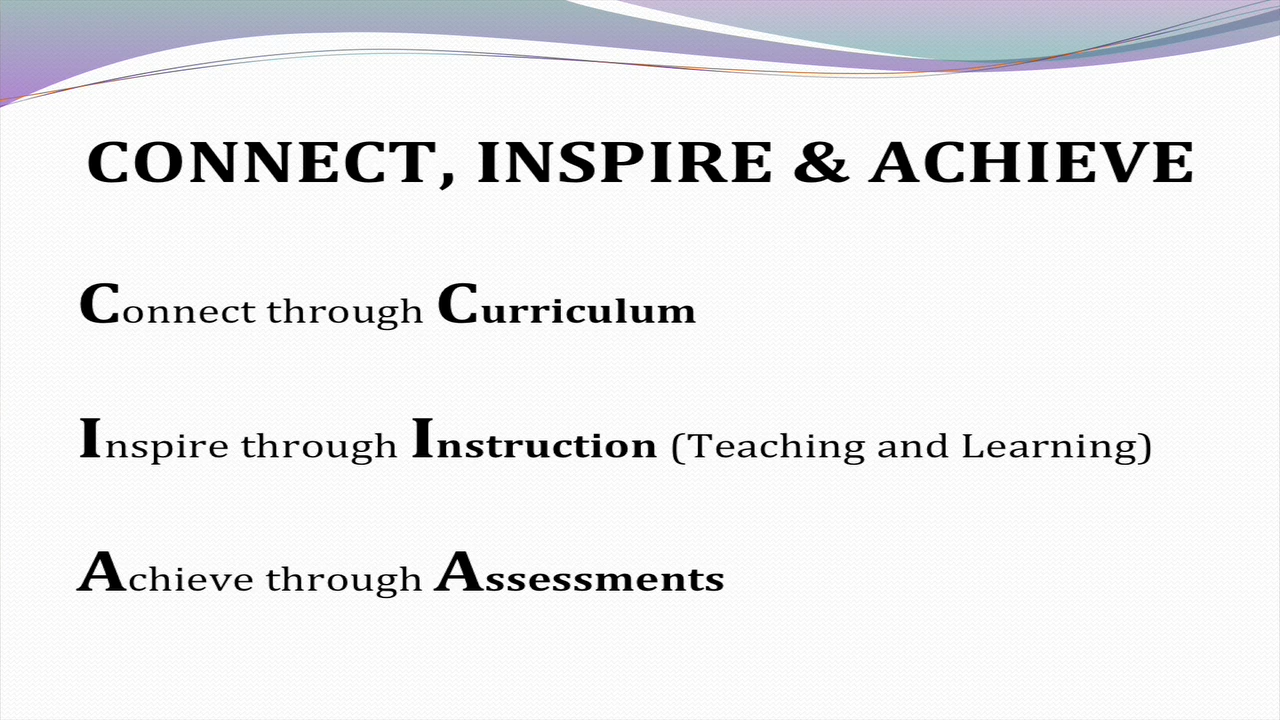 CONNECT, INSPIRE & ACHIEVE
Connect through Curriculum
Inspire through Instruction (Teaching and Learning)
Achieve through Assessments